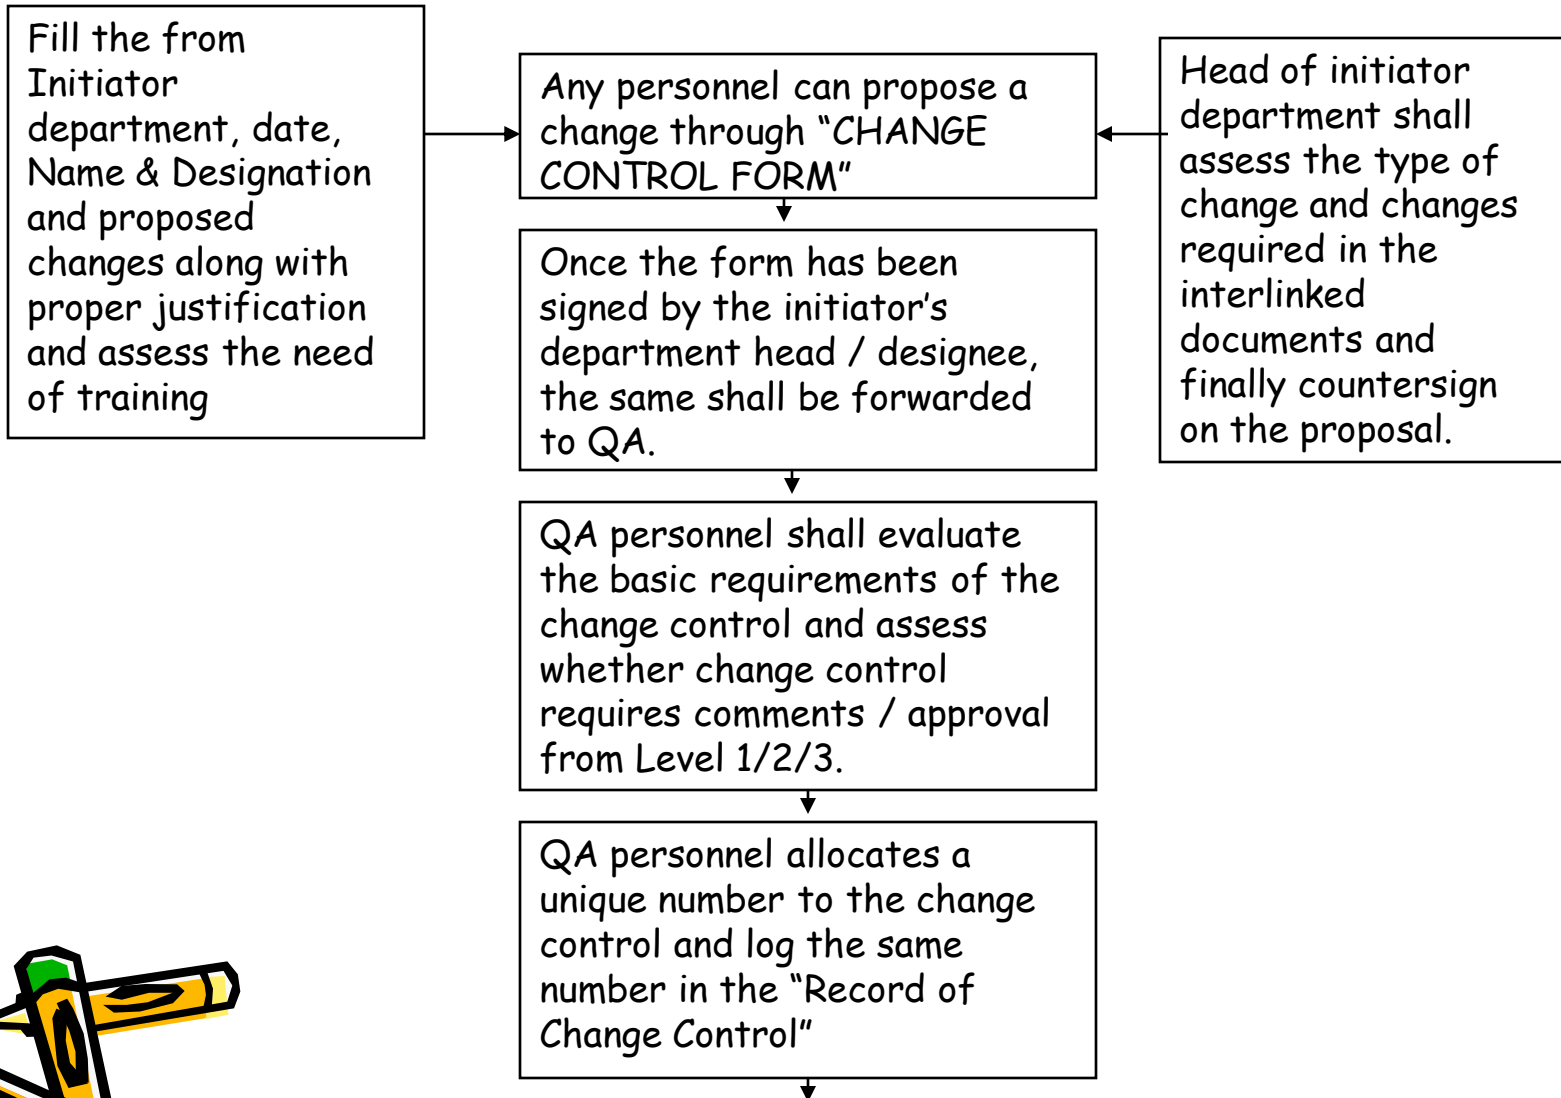 Fill the from
Initiator
department, date,
Name & Designation
and proposed
changes along with
proper justification
and assess the need
of training
Any personnel can propose a
change through “CHANGE
CONTROL FORM”
Head of initiator
department shall
assess the type of
change and changes
required in the
interlinked
documents and
finally countersign
on the proposal.
Once the form has been
signed by the initiator’s
department head / designee,
the same shall be forwarded
to QA.
QA personnel shall evaluate
the basic requirements of the
change control and assess
whether change control
requires comments / approval
from Level 1/2/3.
QA personnel allocates a
unique number to the change
control and log the same
number in the “Record of
Change Control”